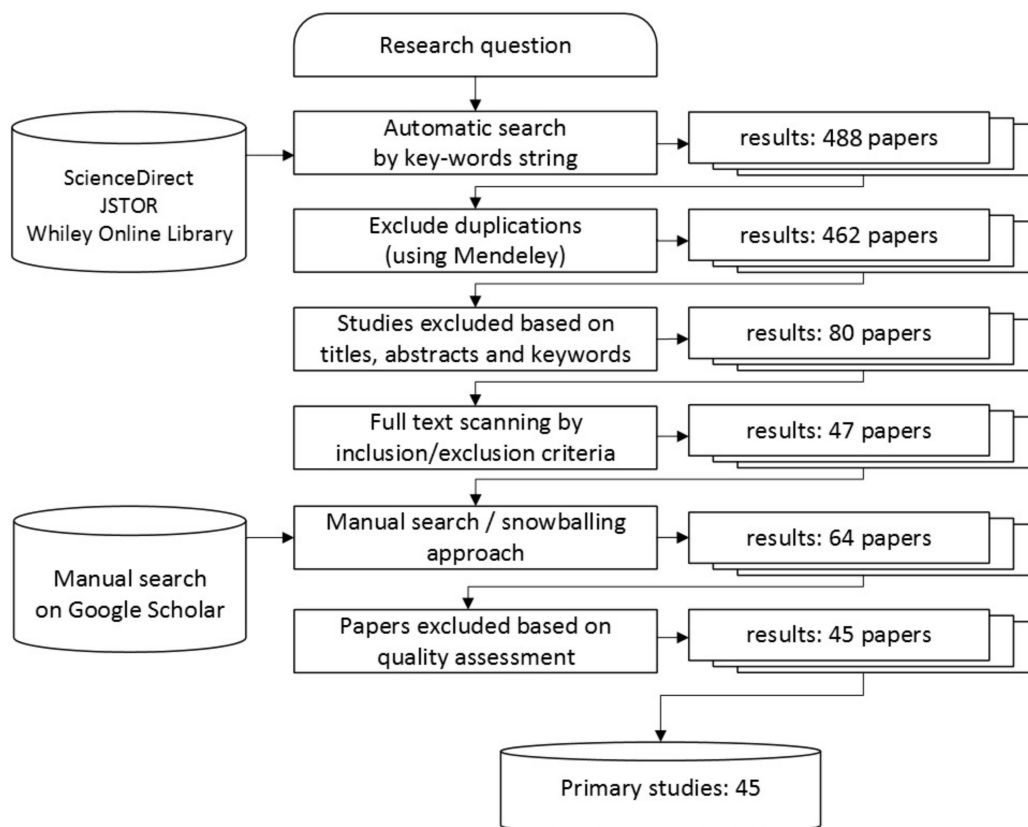 Research question
Automatic search
by key-words string
results: 488 papers
ScienceDirect
JSTOR
Whiley Online Library
Exclude duplications
(using Mendeley)
results: 462 papers
Studies excluded based on
titles, abstracts and keywords
results: 80 papers
Full text scanning by
inclusion/exclusion criteria
results: 47 papers
Manual search / snowballing
approach
results: 64 papers
Manual search
on Google Scholar
Papers excluded based on
quality assessment
results: 45 papers
Primary studies: 45